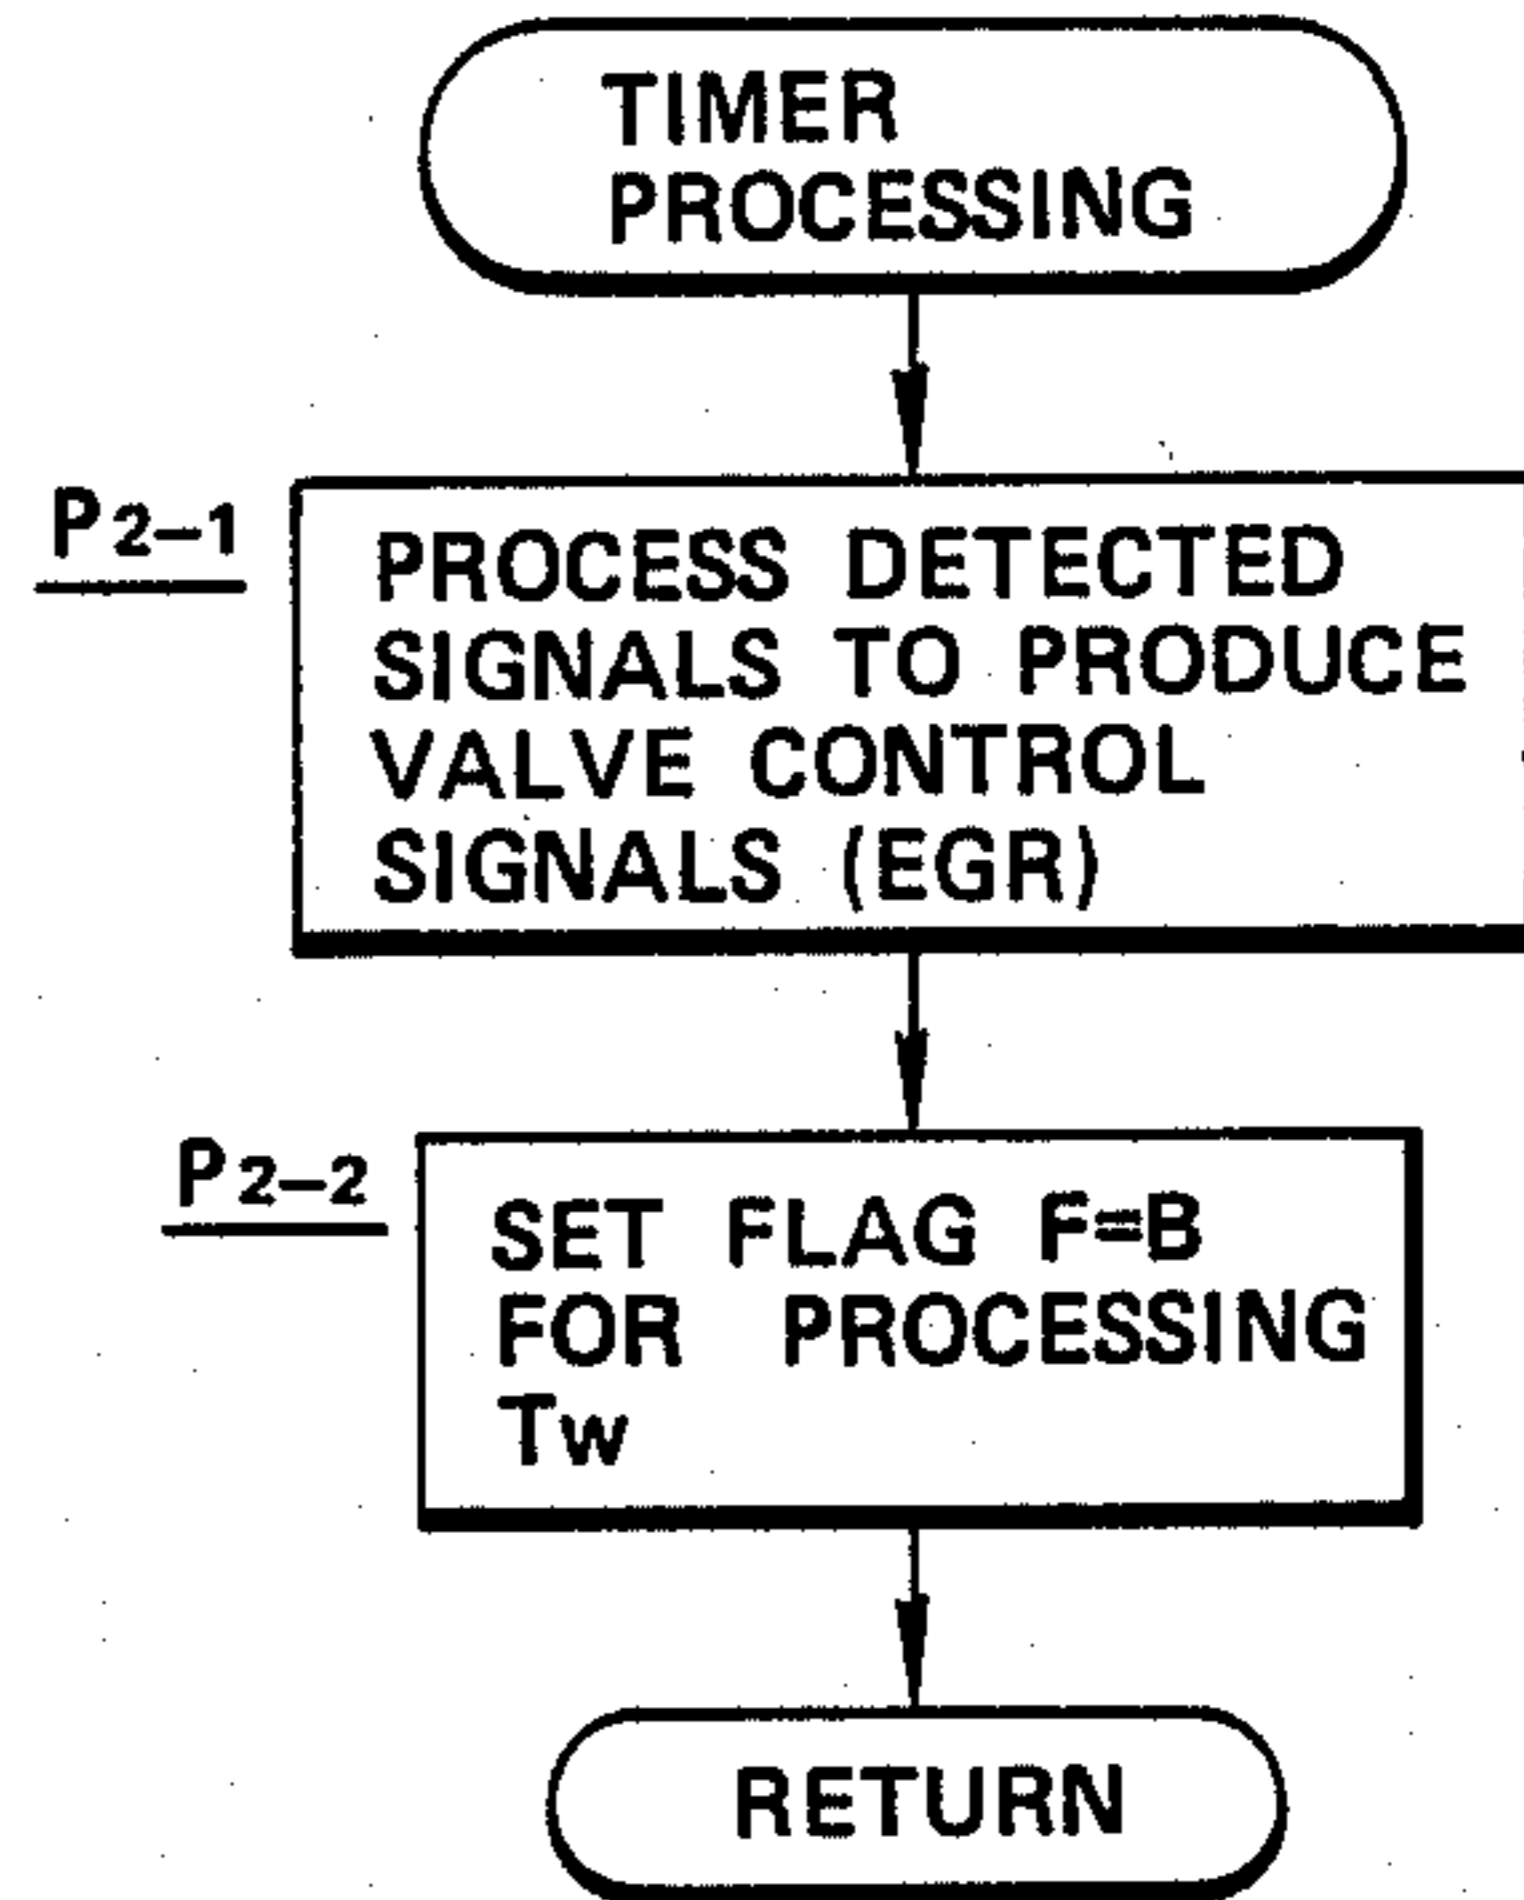 TIMER
PROCESSING
P2-1
PROCESS DETECTED
SIGNALS TO PRODUCE
VALVE CONTROL
SIGNALS (EGR)
P2-2
SET FLAG F=B
FOR PROCESSING
Tw
RETURN